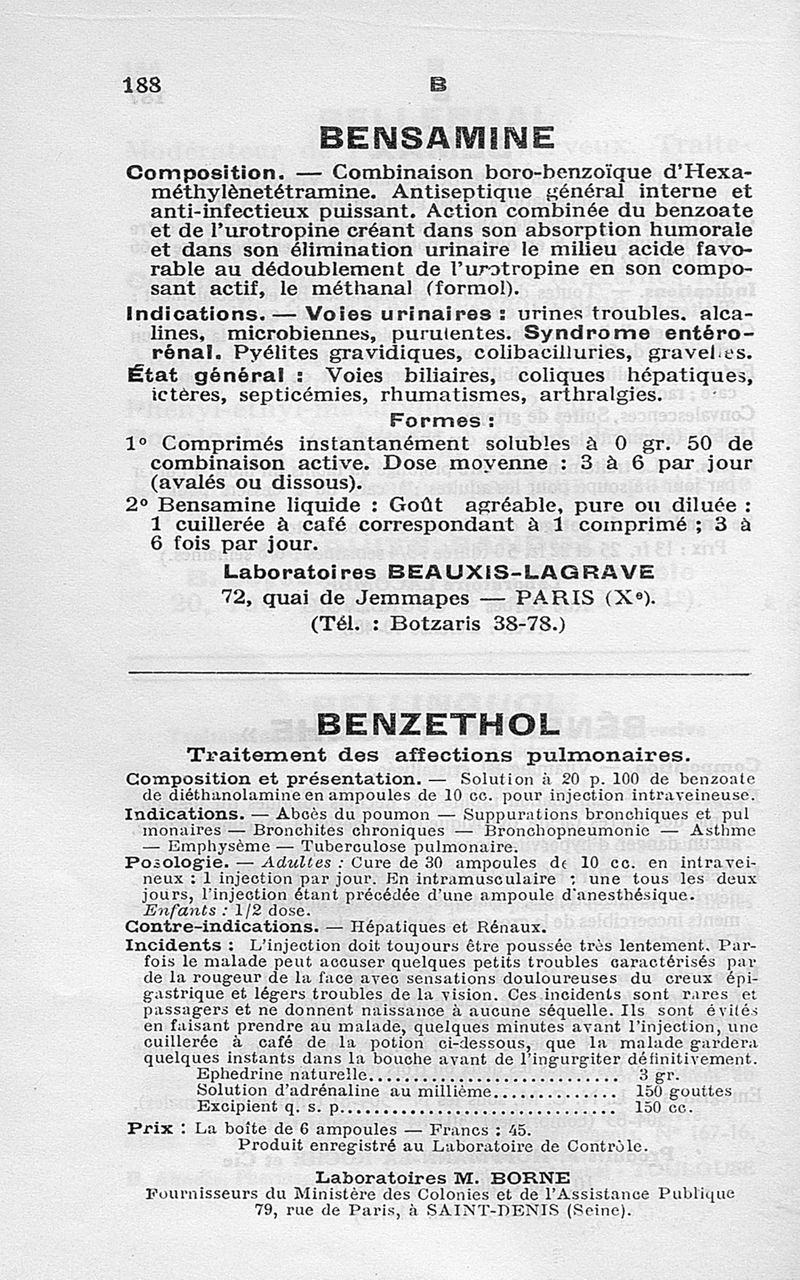 188
B
BENSAMINE
Composition. — Combinaison boro-benzoïque d'Hexa-
méthylènetétramine. Antiseptique général interne et
anti-infectieux puissant. Action combinée du benzoate
et de l'urotropine créant dans son absorption humorale
et dans son élimination urinaire le milieu acide favo-
rable au dédoublement de l'urotropine en son compo-
sant actif, le méthanal (formol).
Indications. — Voies urinaires : urines troubles. alca-
lines, microbiennes, purulentes. Syndrome entéro-
rénal. Pyélites gravidiques, colibacilluries, gravelles.
État général : Voies biliaires, coliques hépatiques,
ictères, septicémies, rhumatismes, arthralgies.
Formes :
1° Comprimés instantanément solubles à 0 gr. 50 de
combinaison active. Dose moyenne : 3 à 6 par jour
(avalés ou dissous).
2° Bensamine liquide : Goût agréable, pure ou diluée :
1 cuillerée à café correspondant à 1 comprimé ; 3 à
6 fois par jour.
Laboratoires BEAUXIS-LAGRAVE
72, quai de Jemmapes — PARIS (Xe).
(Tél. : Botzaris 38-78.)
BENZETHOL
Traitement des affections pulmonaires.
Composition et présentation. — Solution à 20 p. 100 de benzoate
de diéthanolamine en ampoules de 10 cc. pour injection intraveineuse.
Indications. — Abcès du poumon — Suppurations bronchiques et pul
monaires — Bronchites chroniques — Bronchopneumonie — Asthme
— Emphysème — Tuberculose pulmonaire.
Posologie. — Adultes : Cure de 30 ampoules de 10 cc. en intravei-
neux : 1 injection par jour. En intramusculaire : une tous les deux
jours, l'injection étant précédée d'une ampoule d'anesthésique.
Enfants : 1/2 dose.
Contre-indications. — Hépatiques et Rénaux.
Incidents : L'injection doit toujours être poussée très lentement. Par-
fois le malade peut accuser quelques petits troubles caractérisés par
de la rougeur de la face avec sensations douloureuses du creux épi-
gastrique et légers troubles de la vision. Ces incidents sont rares et
passagers et ne donnent naissance à aucune séquelle. Ils sont évités
en faisant prendre au malade, quelques minutes avant l'injection, une
cuillerée à café de la potion ci-dessous, que la malade gardera
quelques instants dans la bouche avant de l'ingurgiter définitivement.
Ephedrine naturelle............................ 3 gr.
Solution d'adrénaline au millième.............. 150 gouttes
Excipient q. s. p............................... 150 cc.
Prix : La boîte de 6 ampoules — Francs : 45.
Produit enregistré au Laboratoire de Contrôle.
Laboratoires M. BORNE
Fournisseurs du Ministère des Colonies et de l'Assistance Publique
79, rue de Paris, à SAINT-DENIS (Seine).